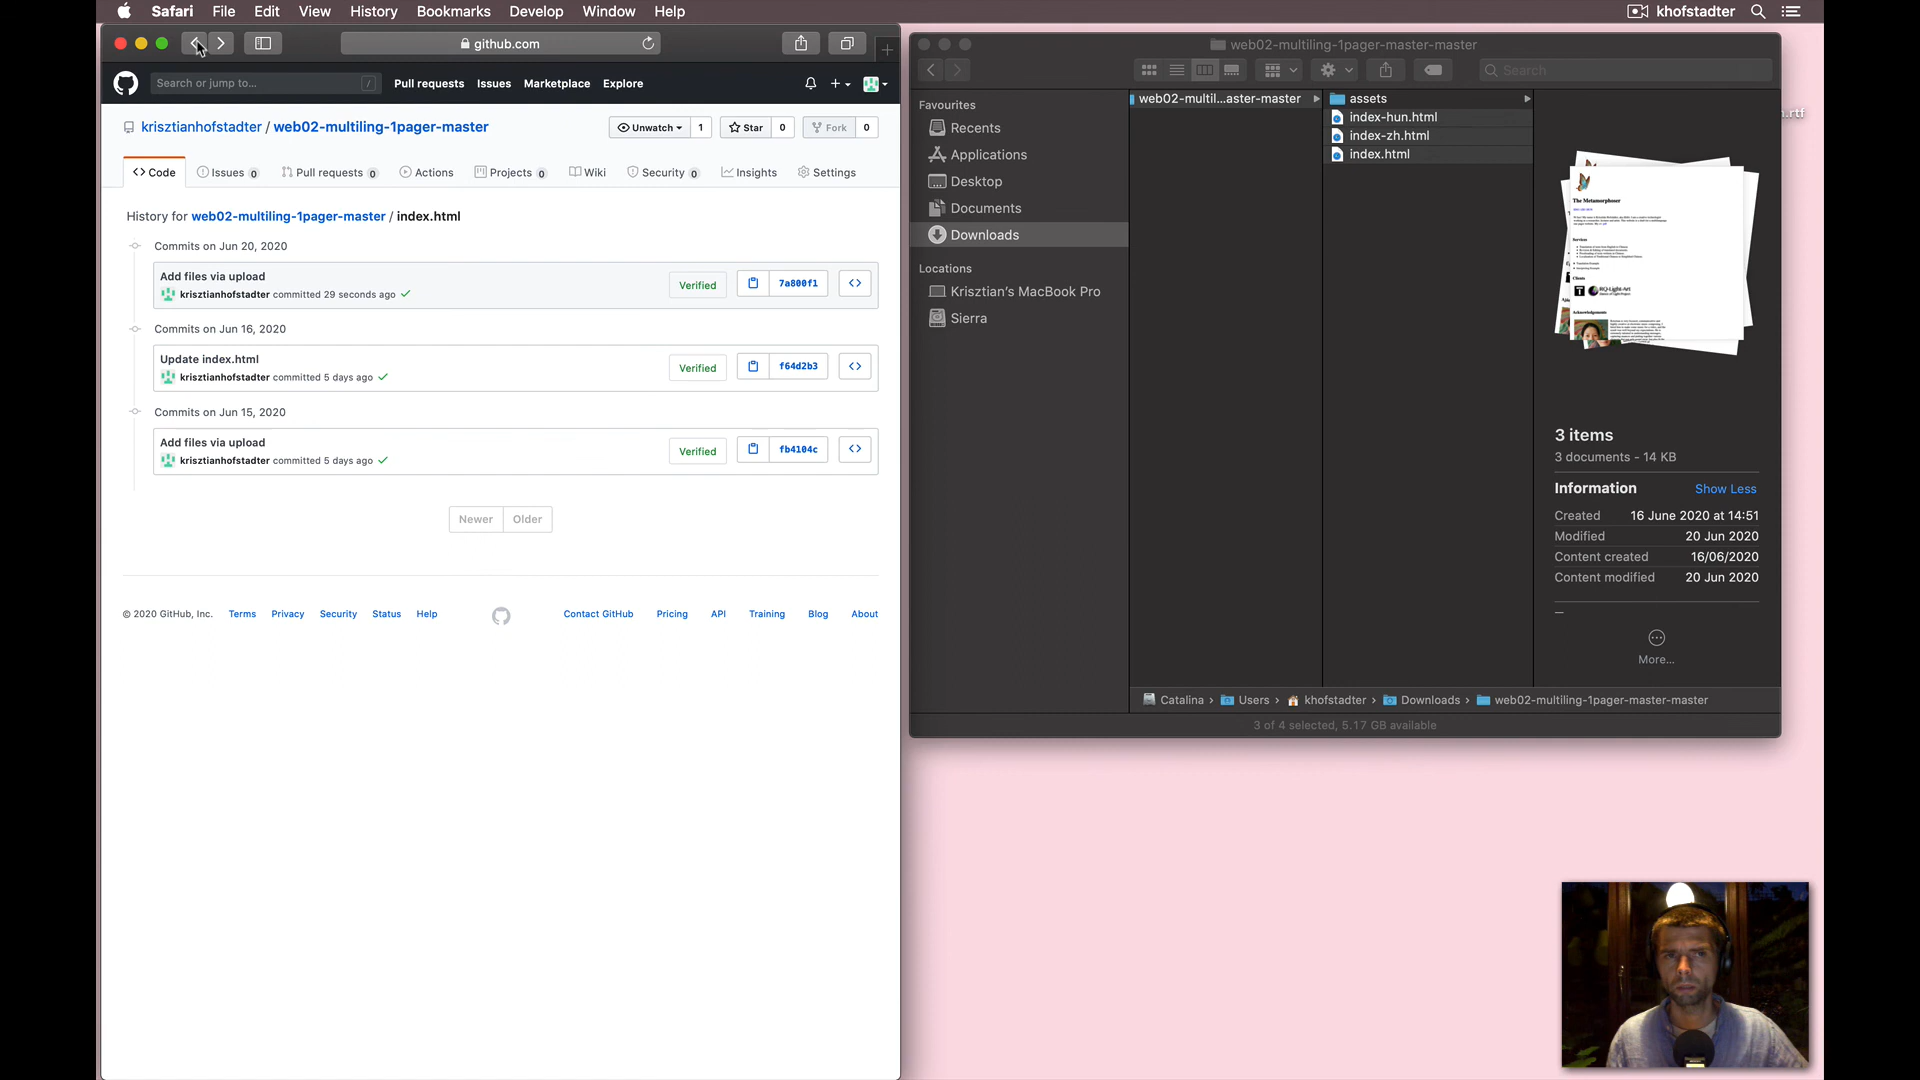 Safari File Edit View History Bookmarks Develop Window Help
khofstadter
github.com
Search or jump to... /
Pull requests Issues Marketplace Explore
krisztianhofstadter / web02-multiling-1pager-master
Unwatch 1
Star 0
Fork 0
<> Code
Issues 0
Pull requests 0
Actions
Projects 0
Wiki
Security 0
Insights
Settings
History for web02-multiling-1pager-master / index.html
Commits on Jun 20, 2020
Add files via upload
krisztianhofstadter committed 29 seconds ago
Verified
7a800f1
Commits on Jun 16, 2020
Update index.html
krisztianhofstadter committed 5 days ago
Verified
f64d2b3
Commits on Jun 15, 2020
Add files via upload
krisztianhofstadter committed 5 days ago
Verified
fb4104c
Newer Older
© 2020 GitHub, Inc. Terms Privacy Security Status Help
Contact GitHub Pricing API Training Blog About
web02-multiling-1pager-master-master
Search
Favourites
Recents
Applications
Desktop
Documents
Downloads
Locations
Krisztian's MacBook Pro
Sierra
web02-multil...aster-master
assets
index-hun.html
index-zh.html
index.html
The Metamorphoser
Services
Clients
RQ-Light-Art
Acknowledgements
3 items
3 documents - 14 KB
Information Show Less
Created 16 June 2020 at 14:51
Modified 20 Jun 2020
Content created 16/06/2020
Content modified 20 Jun 2020
More...
Catalina › Users › khofstadter › Downloads › web02-multiling-1pager-master-master
3 of 4 selected, 5.17 GB available
.rtf